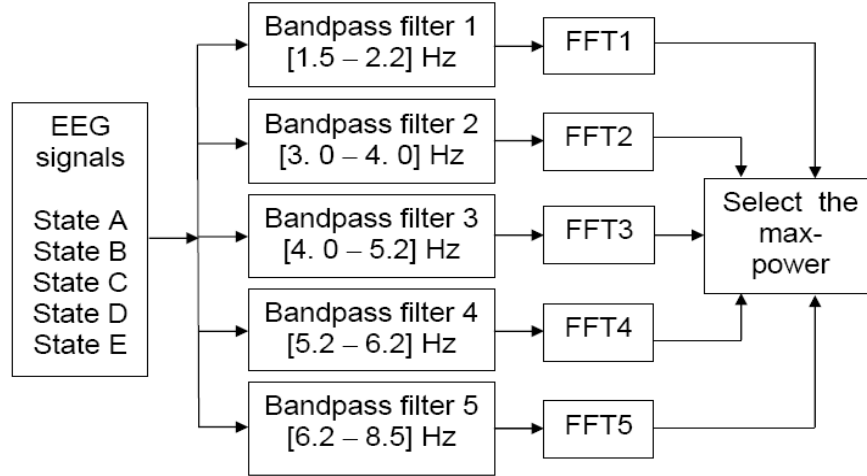 EEG
signals
State A
State B
State C
State D
State E
Bandpass filter 1
[1.5 – 2.2] Hz
FFT1
Bandpass filter 2
[3. 0 – 4. 0] Hz
FFT2
Bandpass filter 3
[4. 0 – 5.2] Hz
FFT3
Bandpass filter 4
[5.2 – 6.2] Hz
FFT4
Bandpass filter 5
[6.2 – 8.5] Hz
FFT5
Select the
max-
power